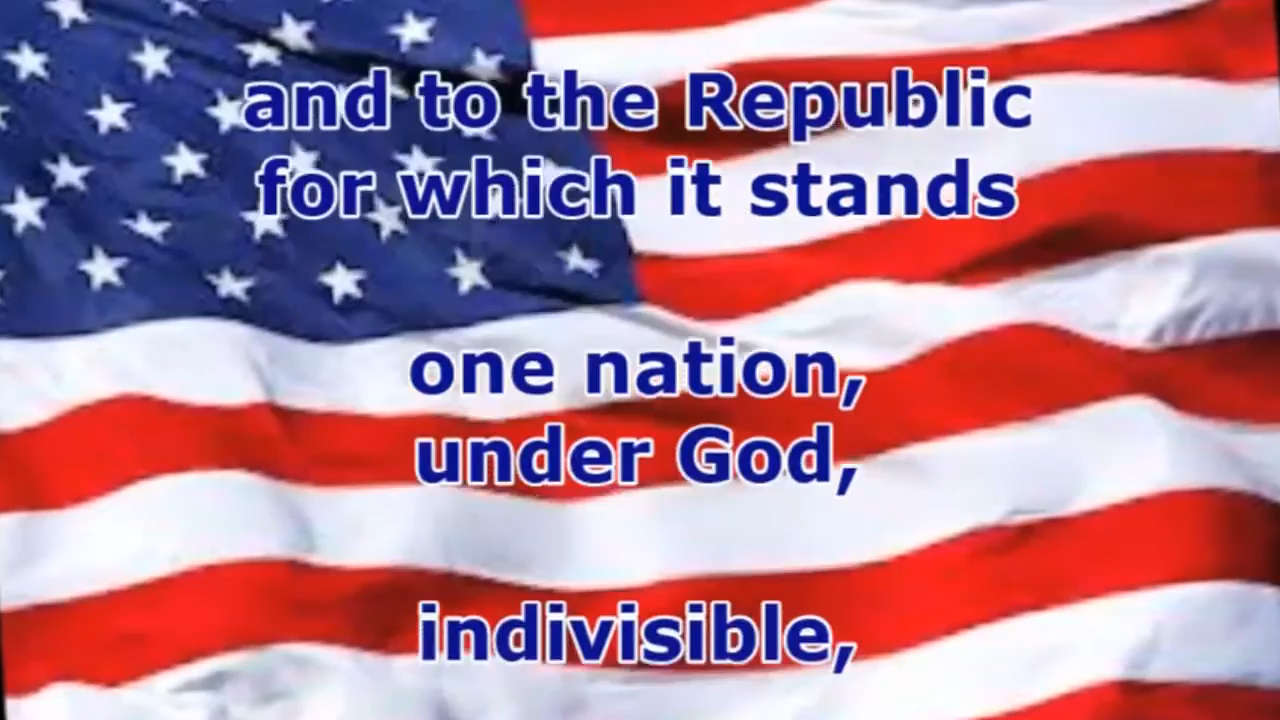 and to the Republic
for which it stands
one nation,
under God,
indivisible,